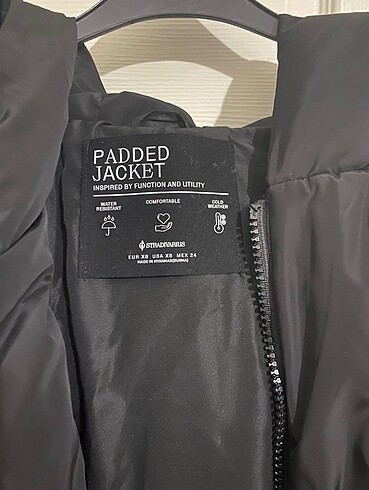 PADDED
JACKET
INSPIRED BY FUNCTION AND UTILITY
WATER
RESISTANT
COMFORTABLE
COLD
WEATHER
STRADIVARIUS
EUR XS USA XS MEX 24
MADE IN MYANMAR(BURMA)